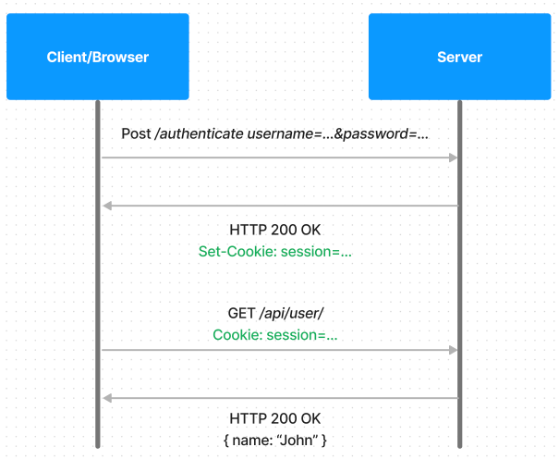 Client/Browser
Server
Post /authenticate username=...&password=...
HTTP 200 OK
Set-Cookie: session=...
GET /api/user/
Cookie: session=...
HTTP 200 OK
{ name: “John” }